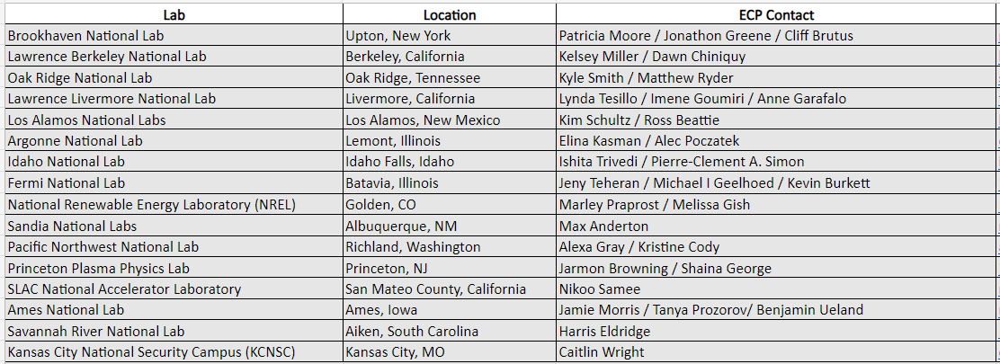 Lab Location ECP Contact
Brookhaven National Lab Upton, New York Patricia Moore / Jonathon Greene / Cliff Brutus
Lawrence Berkeley National Lab Berkeley, California Kelsey Miller / Dawn Chiniquy
Oak Ridge National Lab Oak Ridge, Tennessee Kyle Smith / Matthew Ryder
Lawrence Livermore National Lab Livermore, California Lynda Tesillo / Imene Goumiri / Anne Garafalo
Los Alamos National Labs Los Alamos, New Mexico Kim Schultz / Ross Beattie
Argonne National Lab Lemont, Illinois Elina Kasman / Alec Poczatek
Idaho National Lab Idaho Falls, Idaho Ishita Trivedi / Pierre-Clement A. Simon
Fermi National Lab Batavia, Illinois Jeny Teheran / Michael I Geelhoed / Kevin Burkett
National Renewable Energy Laboratory (NREL) Golden, CO Marley Praprost / Melissa Gish
Sandia National Labs Albuquerque, NM Max Anderton
Pacific Northwest National Lab Richland, Washington Alexa Gray / Kristine Cody
Princeton Plasma Physics Lab Princeton, NJ Jarmon Browning / Shaina George
SLAC National Accelerator Laboratory San Mateo County, California Nikoo Samee
Ames National Lab Ames, Iowa Jamie Morris / Tanya Prozorov/ Benjamin Ueland
Savannah River National Lab Aiken, South Carolina Harris Eldridge
Kansas City National Security Campus (KCNSC) Kansas City, MO Caitlin Wright